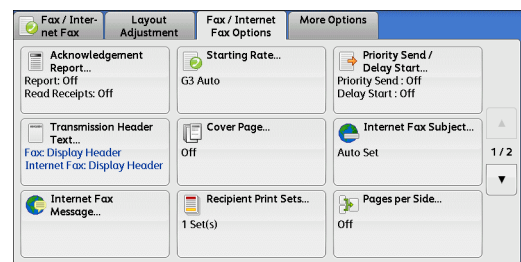 Fax / Inter-
net Fax
Layout
Adjustment
Fax / Internet
Fax Options
More Options
Acknowledgement
Report...
Report: Off
Read Receipts: Off
Starting Rate...
G3 Auto
Priority Send /
Delay Start...
Priority Send : Off
Delay Start : Off
Transmission Header
Text...
Fax: Display Header
Internet Fax: Display Header
Cover Page...
Off
Internet Fax Subject...
Auto Set
1 / 2
Internet Fax
Message...
Recipient Print Sets...
1 Set(s)
Pages per Side...
Off